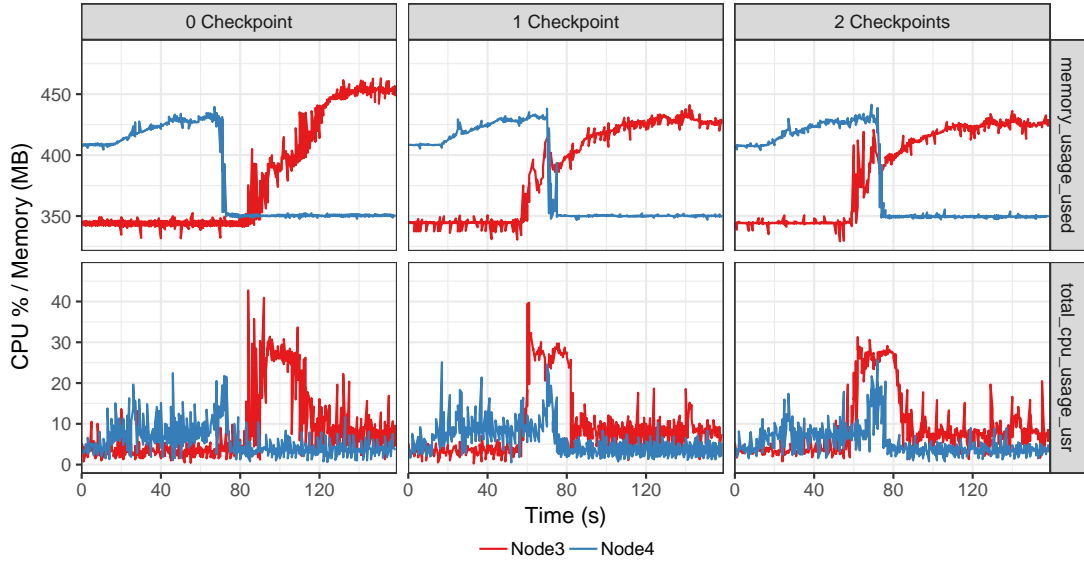 0 Checkpoint
1 Checkpoint
2 Checkpoints
CPU % / Memory (MB)
450
400
350
memory_usage_used
40
30
20
10
0
total_cpu_usage_usr
0 40 80 120
0 40 80 120
0 40 80 120
Time (s)
Node3 Node4